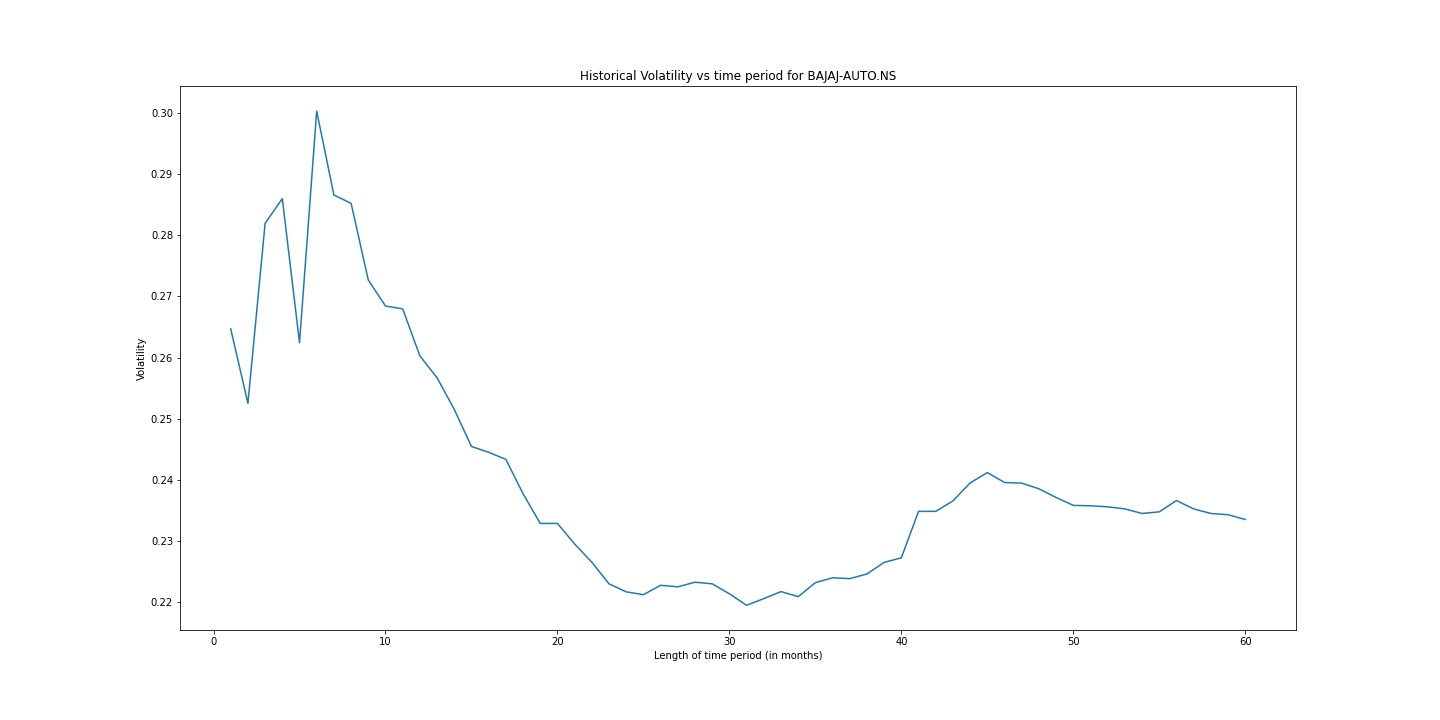 Historical Volatility vs time period for BAJAJ-AUTO.NS
0.30
0.29
0.28
0.27
0.26
0.25
0.24
0.23
0.22
Volatility
0 10 20 30 40 50 60
Length of time period (in months)